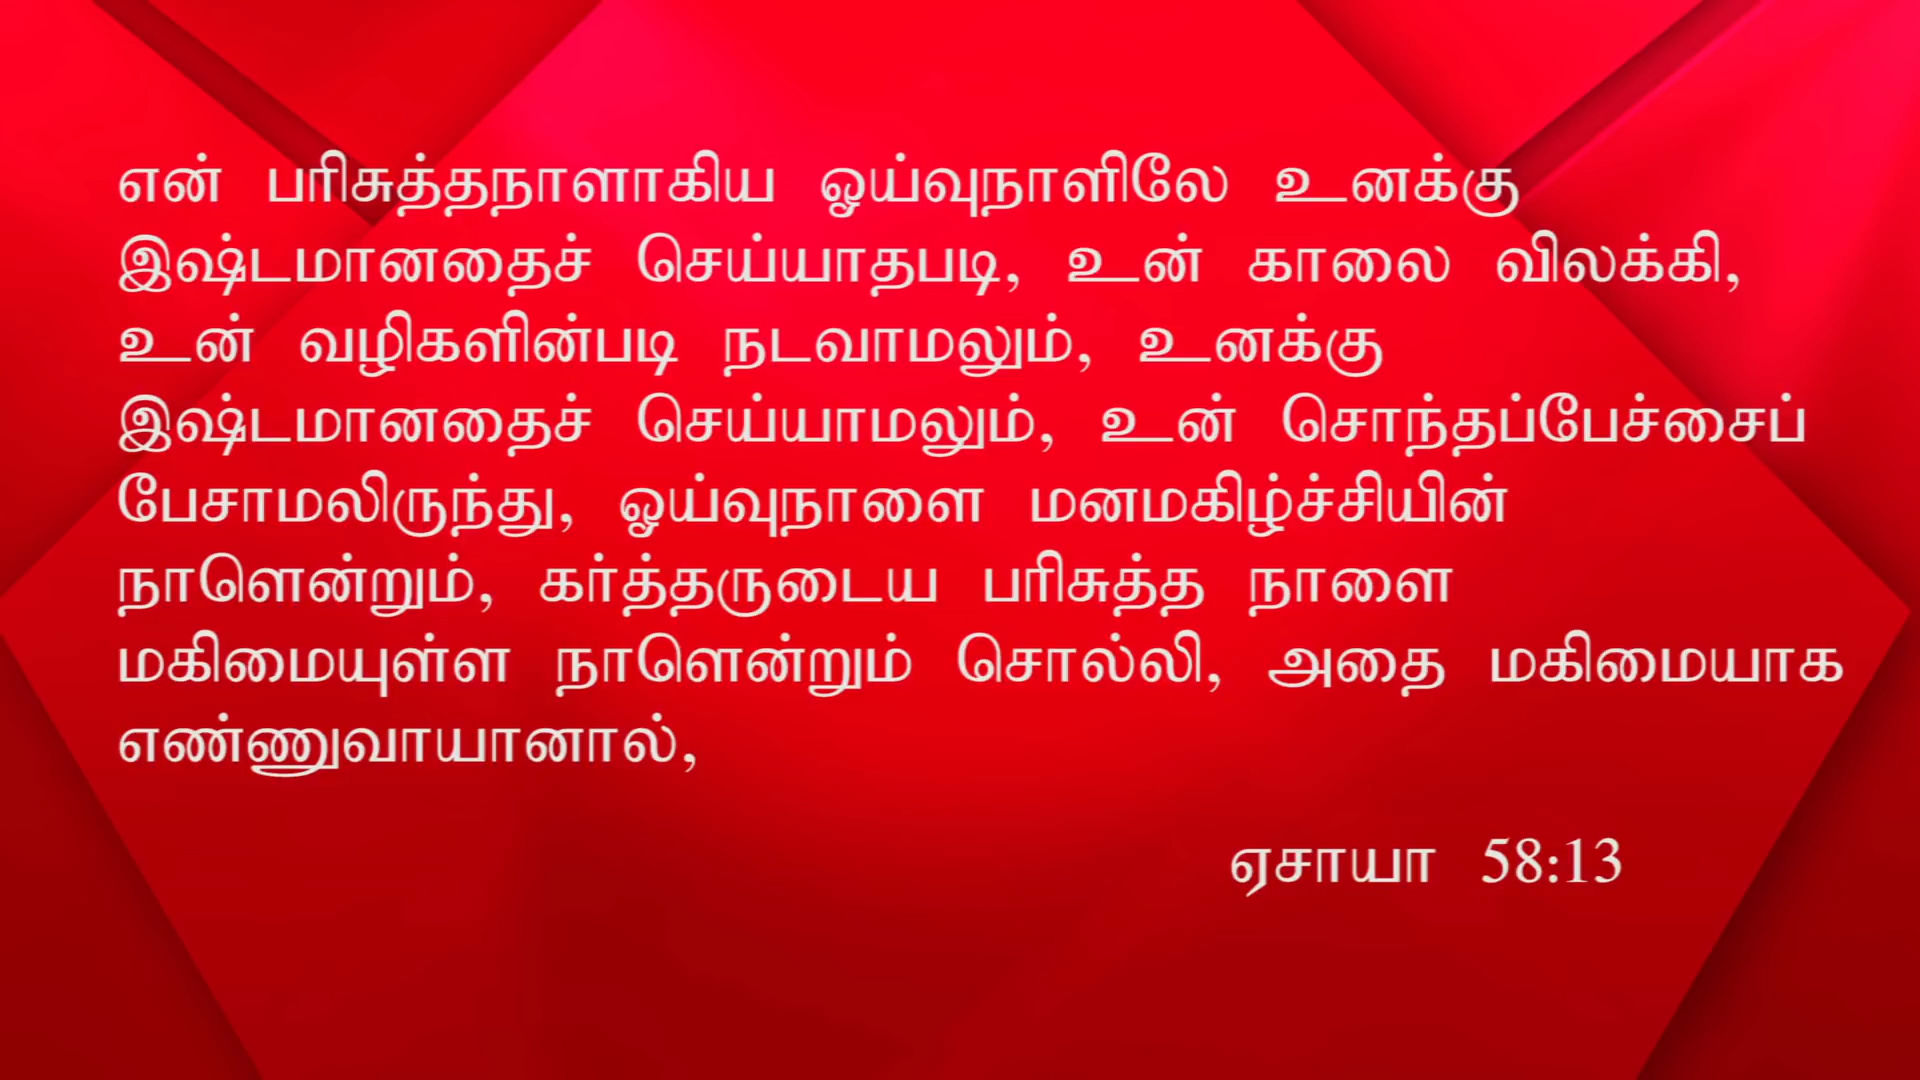 என் பரிசுத்தநாளாகிய ஓய்வுநாளிலே உனக்கு
இஷ்டமானதைச் செய்யாதபடி, உன் காலை விலக்கி,
உன் வழிகளின்படி நடவாமலும், உனக்கு
இஷ்டமானதைச் செய்யாமலும், உன் சொந்தப்பேச்சைப்
பேசாமலிருந்து, ஓய்வுநாளை மனமகிழ்ச்சியின்
நாளென்றும், கர்த்தருடைய பரிசுத்த நாளை
மகிமையுள்ள நாளென்றும் சொல்லி, அதை மகிமையாக
எண்ணுவாயானால்,
ஏசாயா 58:13